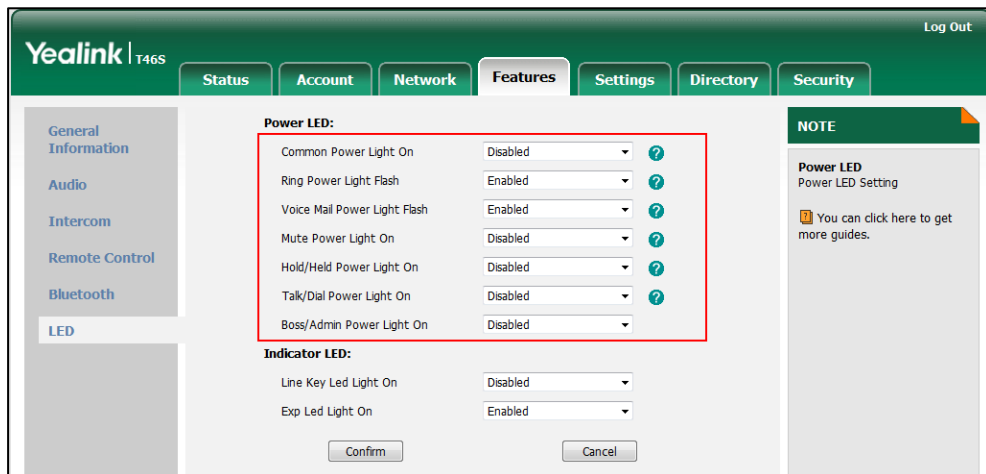 Log Out
Yealink T46S
Status Account Network Features Settings Directory Security
General Information
Audio
Intercom
Remote Control
Bluetooth
LED
Power LED:
Common Power Light On Disabled ?
Ring Power Light Flash Enabled ?
Voice Mail Power Light Flash Enabled ?
Mute Power Light On Disabled ?
Hold/Held Power Light On Disabled ?
Talk/Dial Power Light On Disabled ?
Boss/Admin Power Light On Disabled
Indicator LED:
Line Key Led Light On Disabled
Exp Led Light On Enabled
Confirm Cancel
NOTE
Power LED
Power LED Setting
? You can click here to get
more guides.